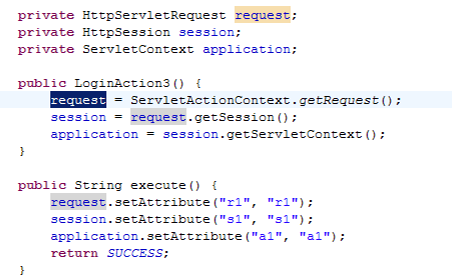 private HttpServletRequest request;
private HttpSession session;
private ServletContext application;
public LoginAction3() {
request = ServletActionContext.getRequest();
session = request.getSession();
application = session.getServletContext();
}
public String execute() {
request.setAttribute("r1", "r1");
session.setAttribute("s1", "s1");
application.setAttribute("a1", "a1");
return SUCCESS;
}